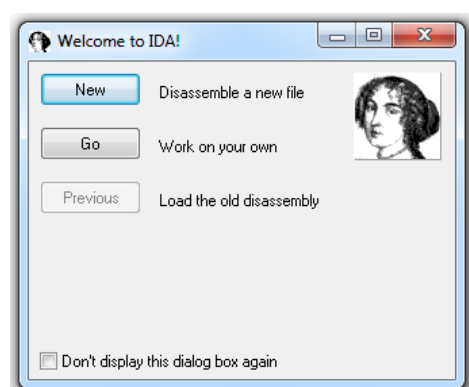 Welcome to IDA!
New Disassemble a new file
Go Work on your own
Previous Load the old disassembly
Don't display this dialog box again